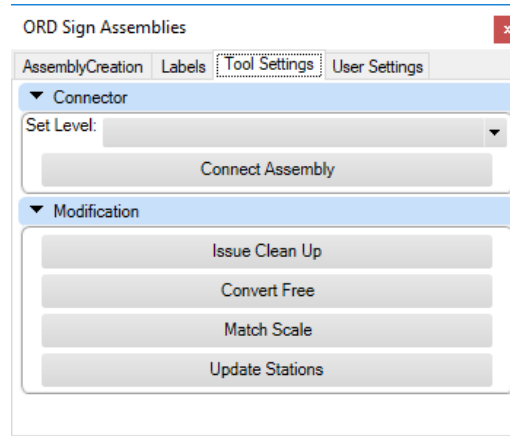 ORD Sign Assemblies
x
AssemblyCreation Labels Tool Settings User Settings
Connector
Set Level:
Connect Assembly
Modification
Issue Clean Up
Convert Free
Match Scale
Update Stations